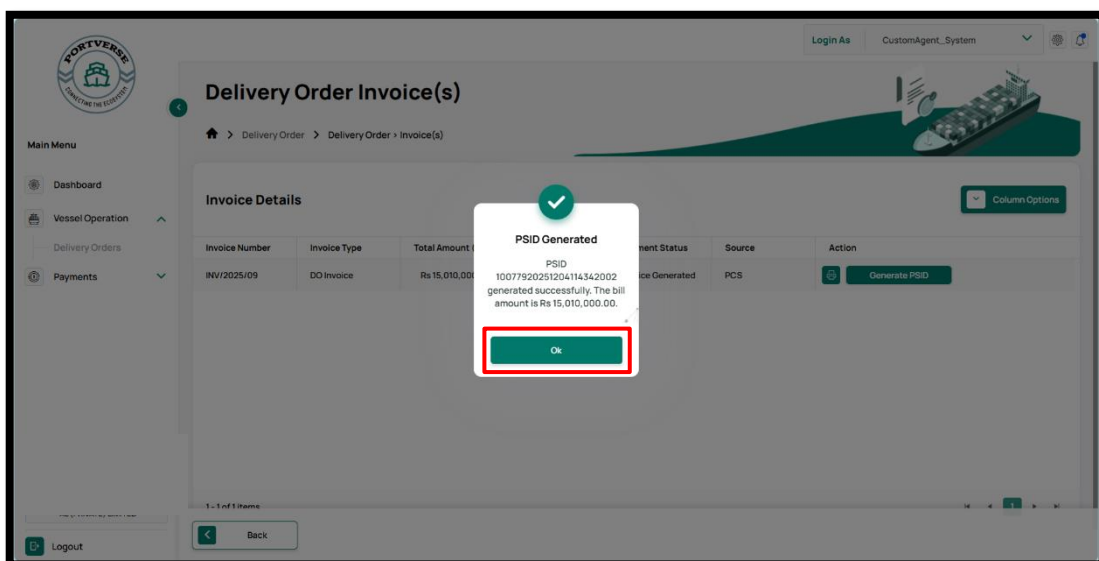 PORTVERSE
CONNECTING THE ECOSYSTEM
Login As CustomAgent_System
Delivery Order Invoice(s)
Delivery Order > Delivery Order > Invoice(s)
Main Menu
Dashboard
Vessel Operation
Delivery Orders
Payments
Invoice Details
Column Options
Invoice Number Invoice Type Total Amount ment Status Source Action
INV/2025/09 DO Invoice Rs 15,010,00 ice Generated PCS Generate PSID
PSID Generated
PSID
10077920251204114342002
generated successfully. The bill
amount is Rs 15,010,000.00.
Ok
1 - 1 of 1 items
1
Back
Logout